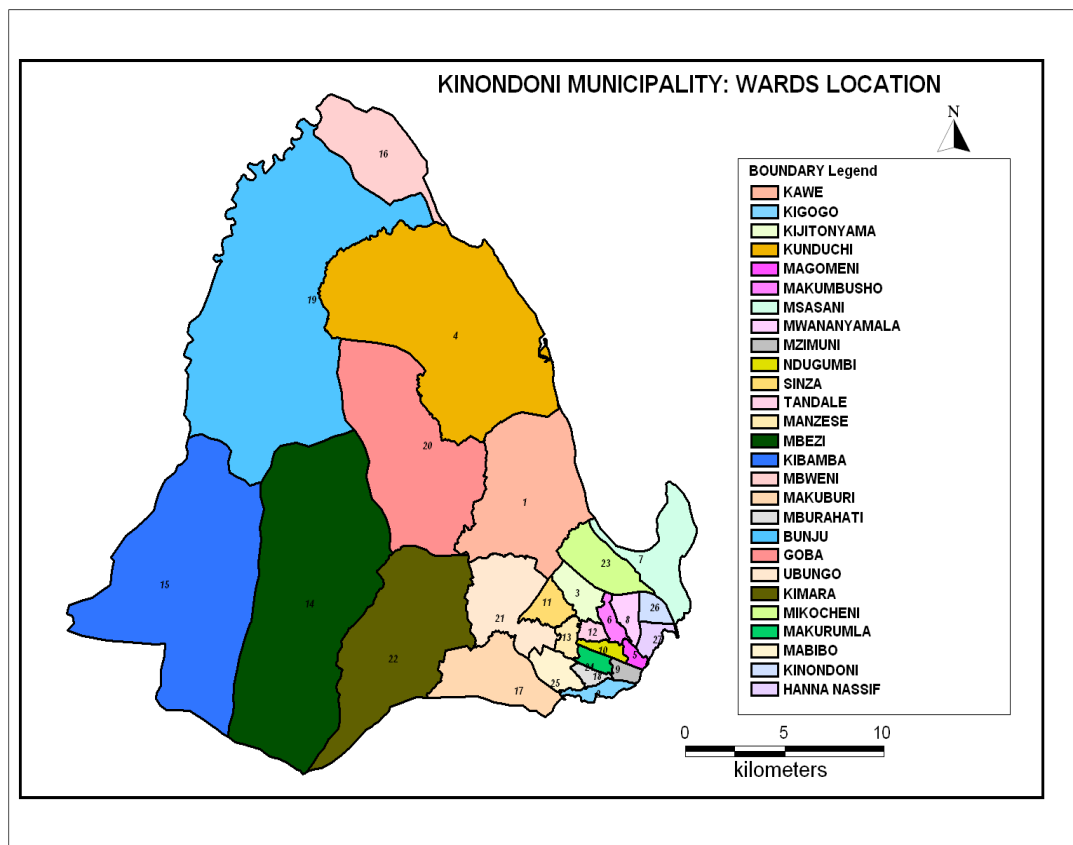 KINONDONI MUNICIPALITY: WARDS LOCATION
N
BOUNDARY Legend
KAWE
KIGOGO
KIJITONYAMA
KUNDUCHI
MAGOMENI
MAKUMBUSHO
MSASANI
MWANANYAMALA
MZIMUNI
NDUGUMBI
SINZA
TANDALE
MANZESE
MBEZI
KIBAMBA
MBWENI
MAKUBURI
MBURAHATI
BUNJU
GOBA
UBUNGO
KIMARA
MIKOCHENI
MAKURUMLA
MABIBO
KINONDONI
HANNA NASSIF
16
19
4
20
1
7
23
15
14
3
11
26
6
8
21
12
13
27
10
5
22
24
9
18
25
17
2
0 5 10
kilometers